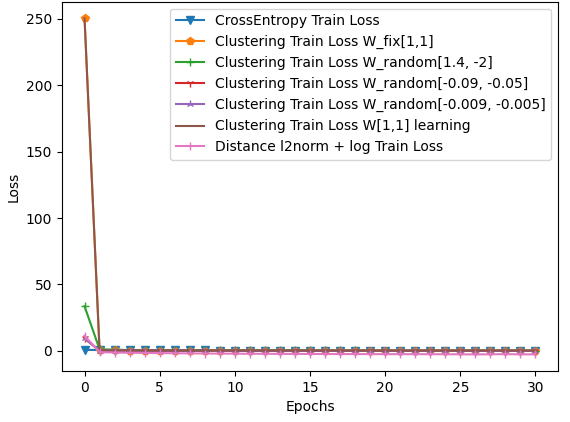 CrossEntropy Train Loss
Clustering Train Loss W_fix[1,1]
Clustering Train Loss W_random[1.4, -2]
Clustering Train Loss W_random[-0.09, -0.05]
Clustering Train Loss W_random[-0.009, -0.005]
Clustering Train Loss W[1,1] learning
Distance l2norm + log Train Loss
250
200
150
100
50
0
Loss
0 5 10 15 20 25 30
Epochs